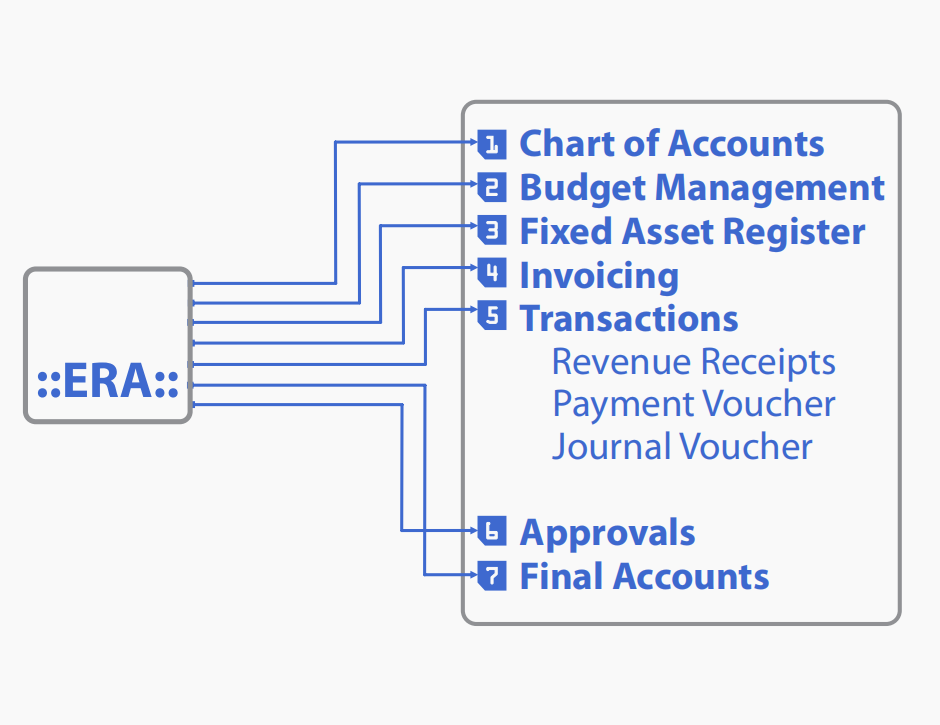 ::ERA::
1 Chart of Accounts
2 Budget Management
3 Fixed Asset Register
4 Invoicing
5 Transactions
Revenue Receipts
Payment Voucher
Journal Voucher
6 Approvals
7 Final Accounts